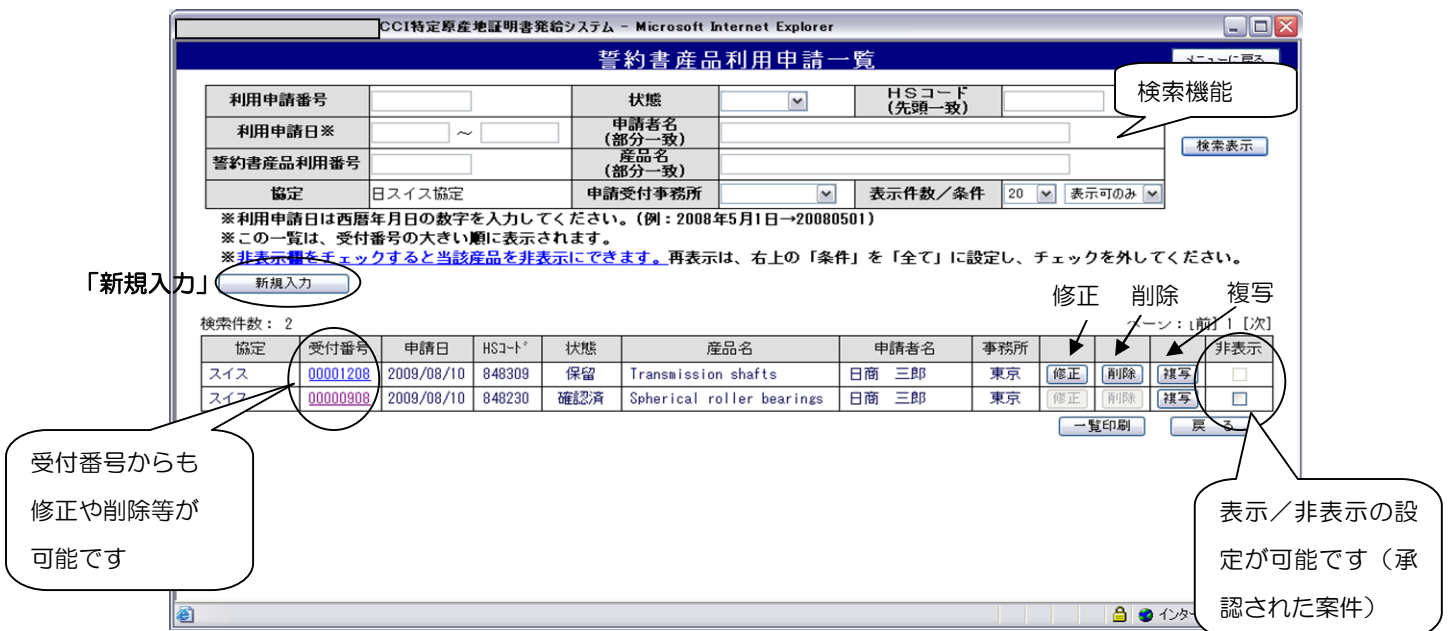 CCI特定原産地証明書発給システム - Microsoft Internet Explorer
誓約書産品利用申請一覧
メニューに戻る
利用申請番号 状態 HSコード (先頭一致)
検索機能
利用申請日※ ～ 申請者名 (部分一致)
検索表示
誓約書産品利用番号 産品名 (部分一致)
協定 日スイス協定 申請受付事務所 表示件数／条件 20 表示可のみ
※利用申請日は西暦年月日の数字を入力してください。(例：2008年5月1日→20080501)
※この一覧は、受付番号の大きい順に表示されます。
※非表示欄をチェックすると当該産品を非表示にできます。再表示は、右上の「条件」を「全て」に設定し、チェックを外してください。
「新規入力」 新規入力
修正 削除 複写
検索件数： 2 ページ：[前] 1 [次]
協定 受付番号 申請日 HSｺｰﾄﾞ 状態 産品名 申請者名 事務所 非表示
スイス 00001208 2009/08/10 848309 保留 Transmission shafts 日商 三郎 東京 修正 削除 複写
スイス 00000908 2009/08/10 848230 確認済 Spherical roller bearings 日商 三郎 東京 修正 削除 複写
一覧印刷 戻 る
受付番号からも
修正や削除等が
可能です
表示／非表示の設
定が可能です（承
認された案件）
インター